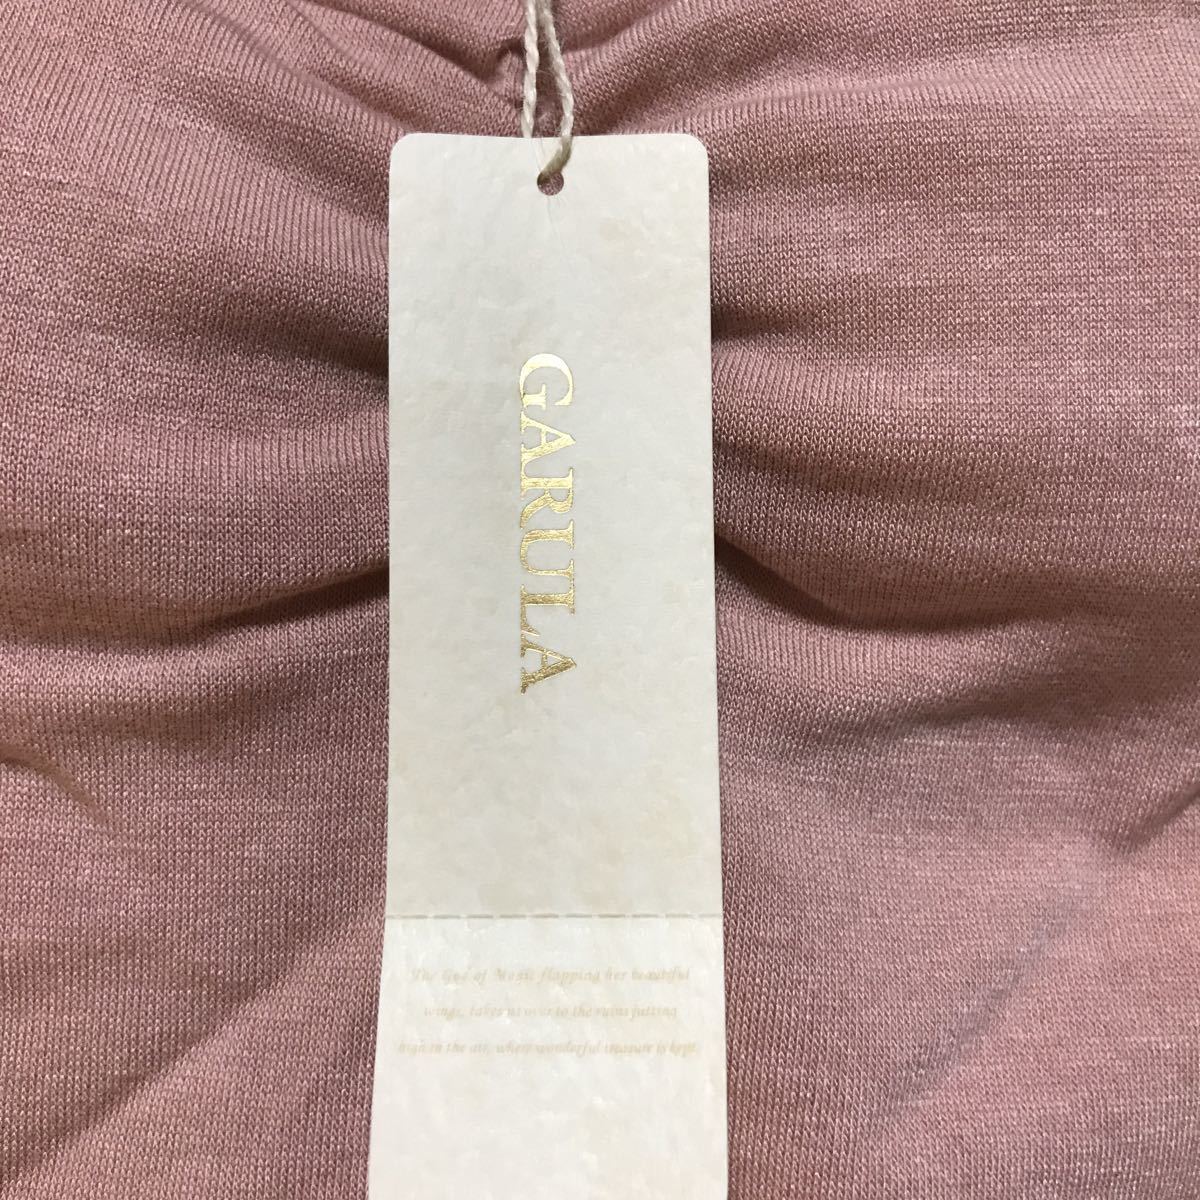 GARULA
The God of Music flapping her beautiful
wings, takes us over to the ruins jutting
high in the air, where wonderful treasure is kept.